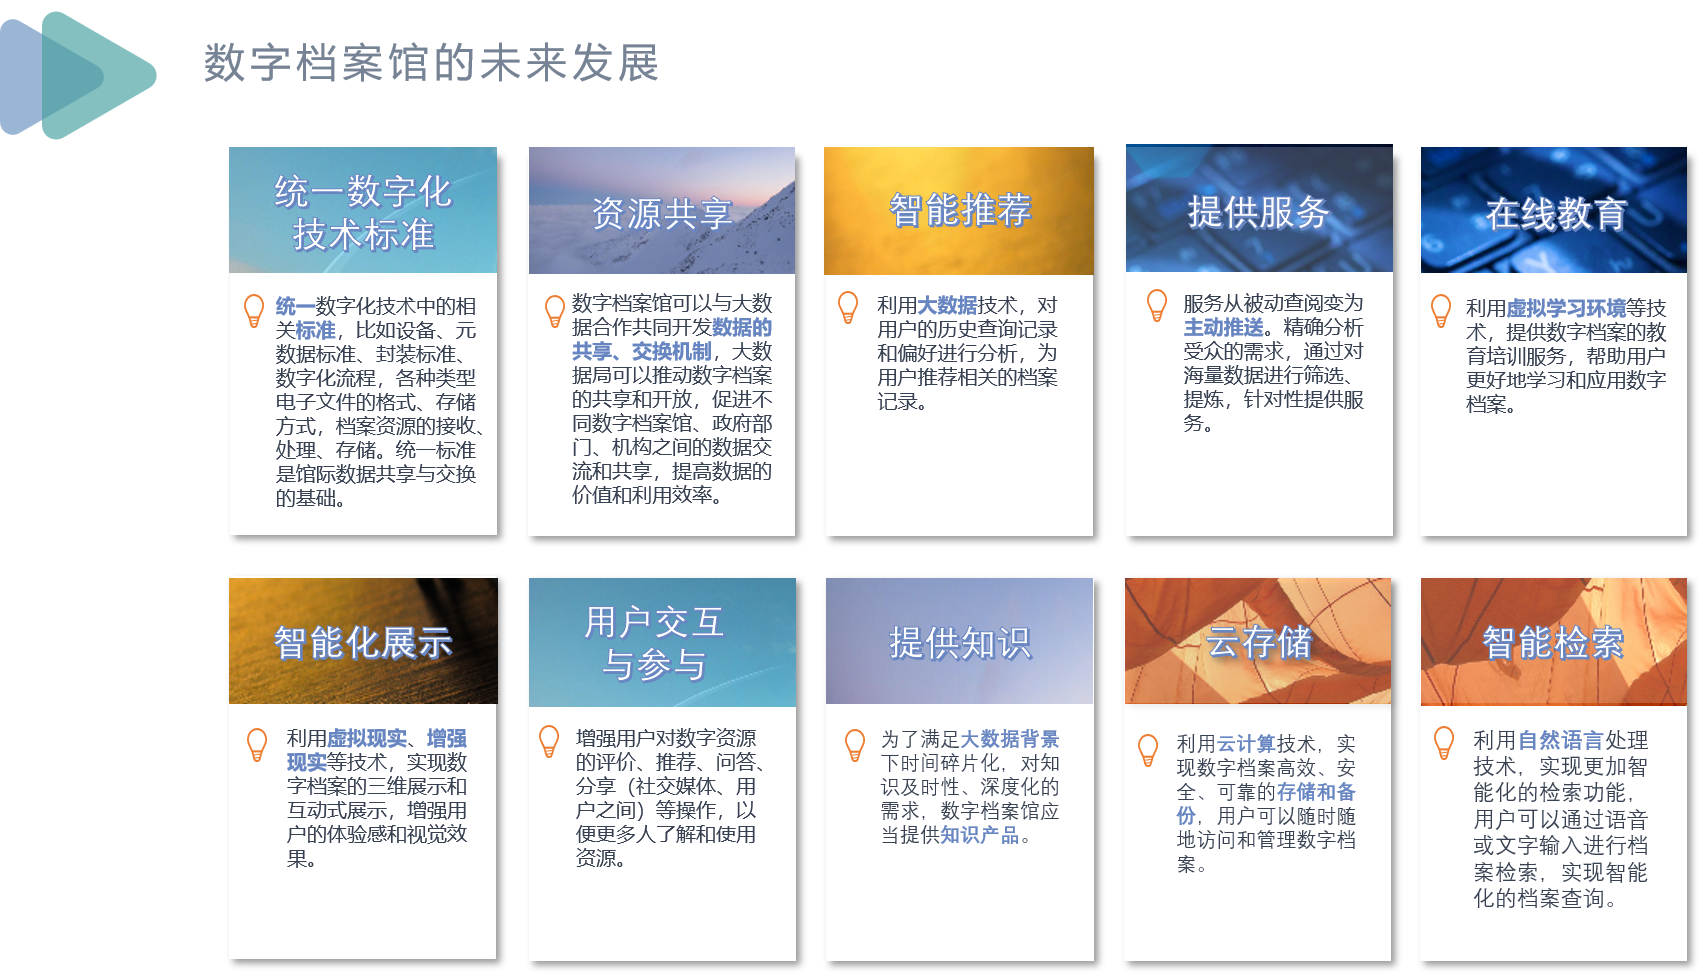 数字档案馆的未来发展
统一数字化
技术标准
统一数字化技术中的相
关标准，比如设备、元
数据标准、封装标准、
数字化流程，各种类型
电子文件的格式、存储
方式，档案资源的接收、
处理、存储。统一标准
是馆际数据共享与交换
的基础。
资源共享
数字档案馆可以与大数
据合作共同开发数据的
共享、交换机制，大数
据局可以推动数字档案
的共享和开放，促进不
同数字档案馆、政府部
门、机构之间的数据交
流和共享，提高数据的
价值和利用效率。
智能推荐
利用大数据技术，对
用户的历史查询记录
和偏好进行分析，为
用户推荐相关的档案
记录。
提供服务
服务从被动查阅变为
主动推送。精确分析
受众的需求，通过对
海量数据进行筛选、
提炼，针对性提供服
务。
在线教育
利用虚拟学习环境等技
术，提供数字档案的教
育培训服务，帮助用户
更好地学习和应用数字
档案。
智能化展示
利用虚拟现实、增强
现实等技术，实现数
字档案的三维展示和
互动式展示，增强用
户的体验感和视觉效
果。
用户交互
与参与
增强用户对数字资源
的评价、推荐、问答、
分享（社交媒体、用
户之间）等操作，以
便更多人了解和使用
资源。
提供知识
为了满足大数据背景
下时间碎片化，对知
识及时性、深度化的
需求，数字档案馆应
当提供知识产品。
云存储
利用云计算技术，实
现数字档案高效、安
全、可靠的存储和备
份，用户可以随时随
地访问和管理数字档
案。
智能检索
利用自然语言处理
技术，实现更加智
能化的检索功能，
用户可以通过语音
或文字输入进行档
案检索，实现智能
化的档案查询。